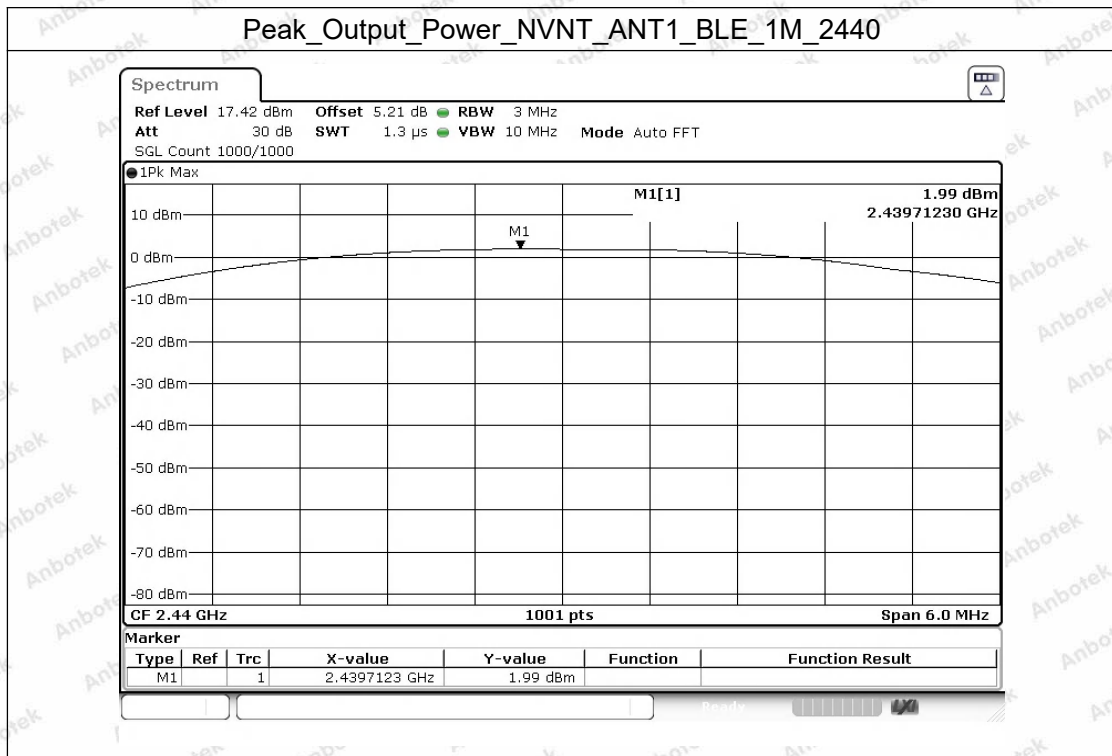 Peak_Output_Power_NVNT_ANT1_BLE_1M_2440
Spectrum
Ref Level 17.42 dBm Offset 5.21 dB RBW 3 MHz
Att 30 dB SWT 1.3 µs VBW 10 MHz Mode Auto FFT
SGL Count 1000/1000
1Pk Max
M1[1] 1.99 dBm
2.43971230 GHz
10 dBm
M1
0 dBm
-10 dBm
-20 dBm
-30 dBm
-40 dBm
-50 dBm
-60 dBm
-70 dBm
-80 dBm
CF 2.44 GHz 1001 pts Span 6.0 MHz
Marker
Type Ref Trc X-value Y-value Function Function Result
M1 1 2.4397123 GHz 1.99 dBm
Ready LXI
Anbotek